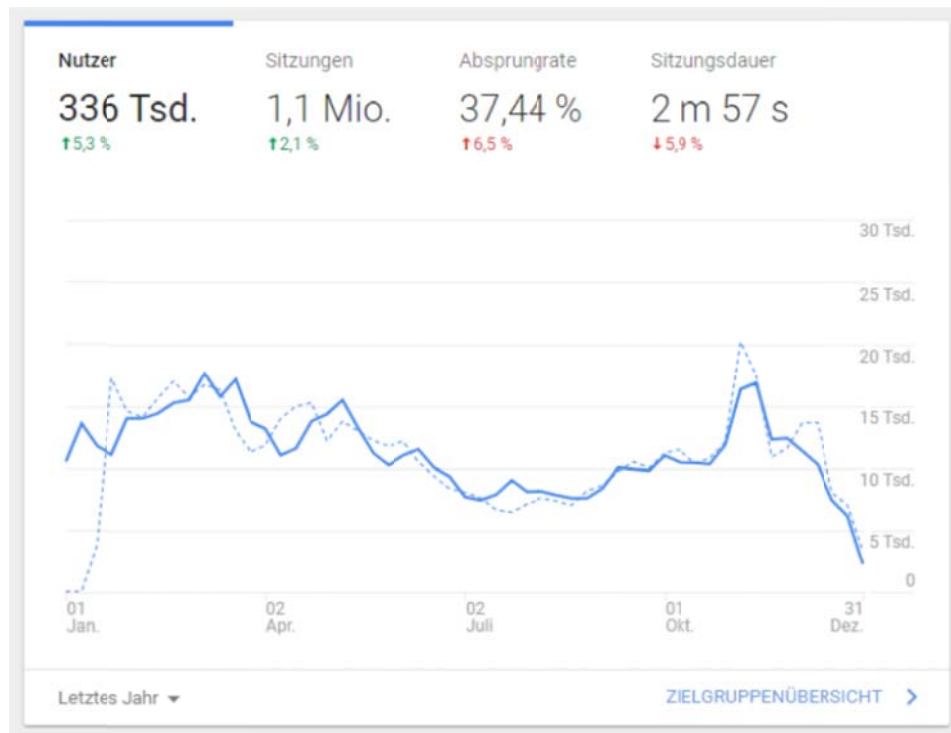 Nutzer Sitzungen Absprungrate Sitzungsdauer
336 Tsd. 1,1 Mio. 37,44 % 2 m 57 s
↑5,3 % ↑2,1 % ↑6,5 % ↓5,9 %
30 Tsd.
25 Tsd.
20 Tsd.
15 Tsd.
10 Tsd.
5 Tsd.
0
01 02 02 01 31
Jan. Apr. Juli Okt. Dez.
Letztes Jahr ZIELGRUPPENÜBERSICHT